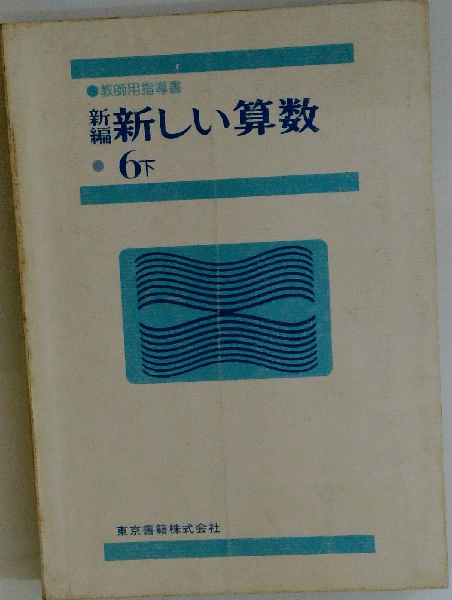 ●教師用指導書
新編 新しい算数
●6下
東京書籍株式会社